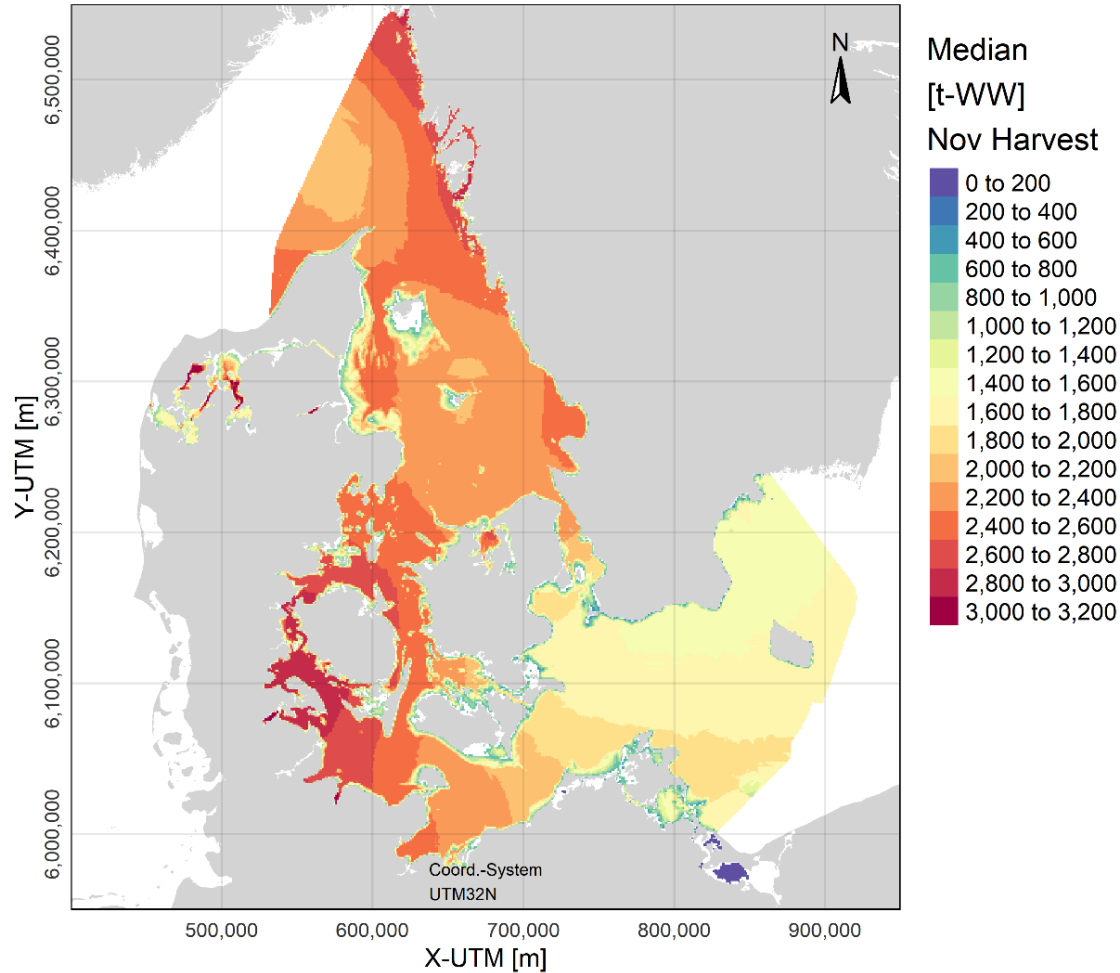 N
Median
[t-WW]
Nov Harvest
0 to 200
200 to 400
400 to 600
600 to 800
800 to 1,000
1,000 to 1,200
1,200 to 1,400
1,400 to 1,600
1,600 to 1,800
1,800 to 2,000
2,000 to 2,200
2,200 to 2,400
2,400 to 2,600
2,600 to 2,800
2,800 to 3,000
3,000 to 3,200
Y-UTM [m]
6,500,000
6,400,000
6,300,000
6,200,000
6,100,000
6,000,000
Coord.-System
UTM32N
500,000 600,000 700,000 800,000 900,000
X-UTM [m]